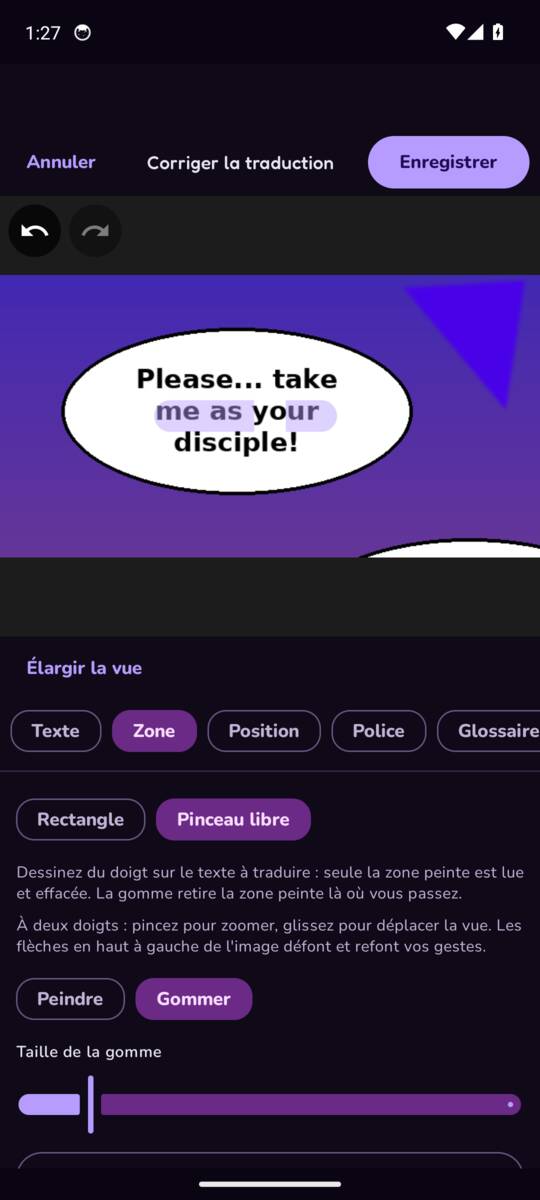 1:27
Annuler
Corriger la traduction
Enregistrer
Please... take
me as your
disciple!
Élargir la vue
Texte
Zone
Position
Police
Glossaire
Rectangle
Pinceau libre
Dessinez du doigt sur le texte à traduire : seule la zone peinte est lue
et effacée. La gomme retire la zone peinte là où vous passez.
À deux doigts : pincez pour zoomer, glissez pour déplacer la vue. Les
flèches en haut à gauche de l'image défont et refont vos gestes.
Peindre
Gommer
Taille de la gomme